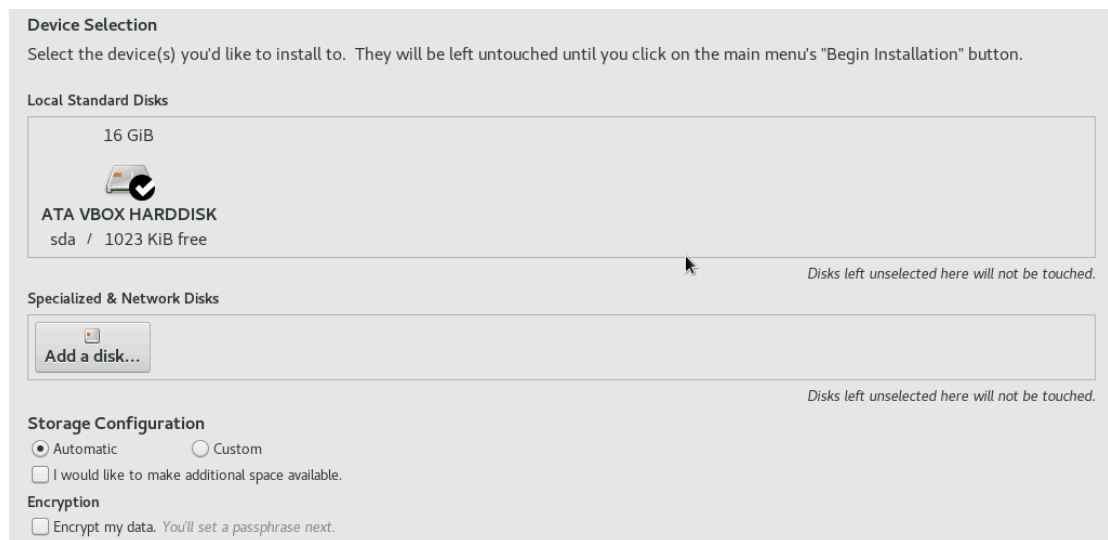 Device Selection
Select the device(s) you'd like to install to.  They will be left untouched until you click on the main menu's "Begin Installation" button.
Local Standard Disks
16 GiB
ATA VBOX HARDDISK
sda / 1023 KiB free
Disks left unselected here will not be touched.
Specialized & Network Disks
Add a disk...
Disks left unselected here will not be touched.
Storage Configuration
Automatic Custom
I would like to make additional space available.
Encryption
Encrypt my data. You'll set a passphrase next.